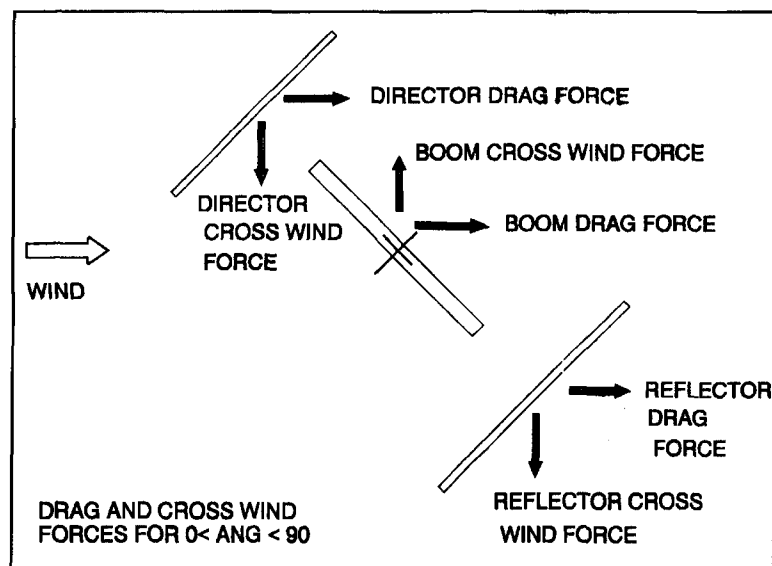 DIRECTOR DRAG FORCE
BOOM CROSS WIND FORCE
DIRECTOR
CROSS WIND
FORCE
BOOM DRAG FORCE
WIND
REFLECTOR
DRAG
FORCE
REFLECTOR CROSS
WIND FORCE
DRAG AND CROSS WIND
FORCES FOR 0< ANG < 90